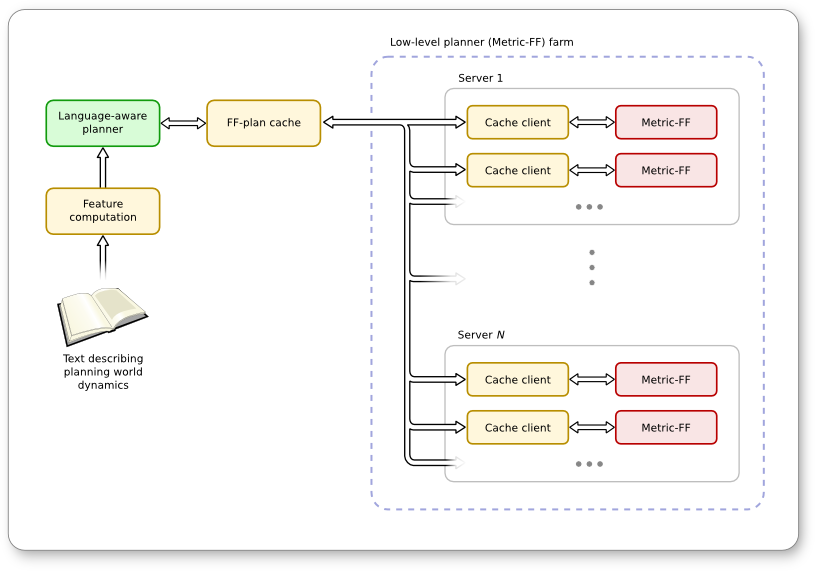 Low-level planner (Metric-FF) farm
Server 1
Language-aware
planner
FF-plan cache
Cache client
Metric-FF
Cache client
Metric-FF
Feature
computation
Text describing
planning world
dynamics
Server N
Cache client
Metric-FF
Cache client
Metric-FF